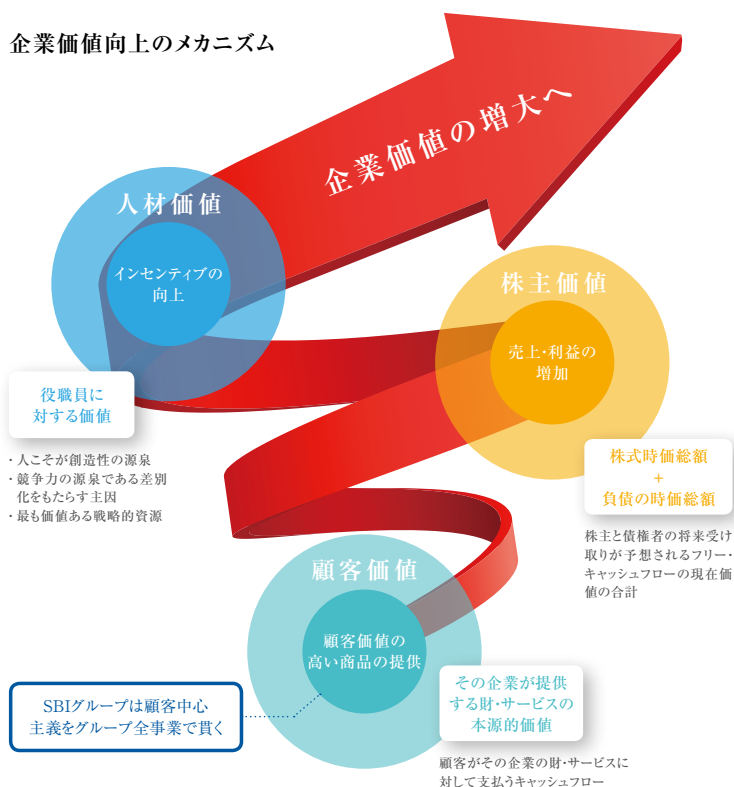 企業価値向上のメカニズム
企業価値の増大へ
人材価値
インセンティブの
向上
役職員に
対する価値
・人こそが創造性の源泉
・競争力の源泉である差別
化をもたらす主因
・最も価値ある戦略的資源
株主価値
売上・利益の
増加
株式時価総額
+
負債の時価総額
株主と債権者の将来受け
取りが予想されるフリー・
キャッシュフローの現在価
値の合計
顧客価値
顧客価値の
高い商品の提供
SBIグループは顧客中心
主義をグループ全事業で貫く
その企業が提供
する財・サービスの
本源的価値
顧客がその企業の財・サービスに
対して支払うキャッシュフロー